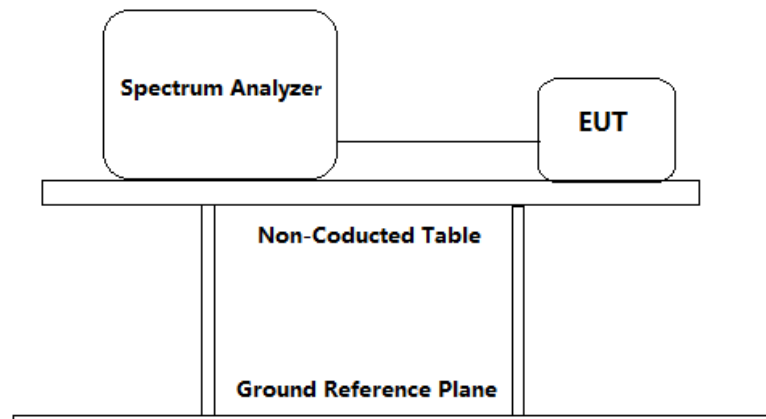 Spectrum Analyzer
EUT
Non-Coducted Table
Ground Reference Plane